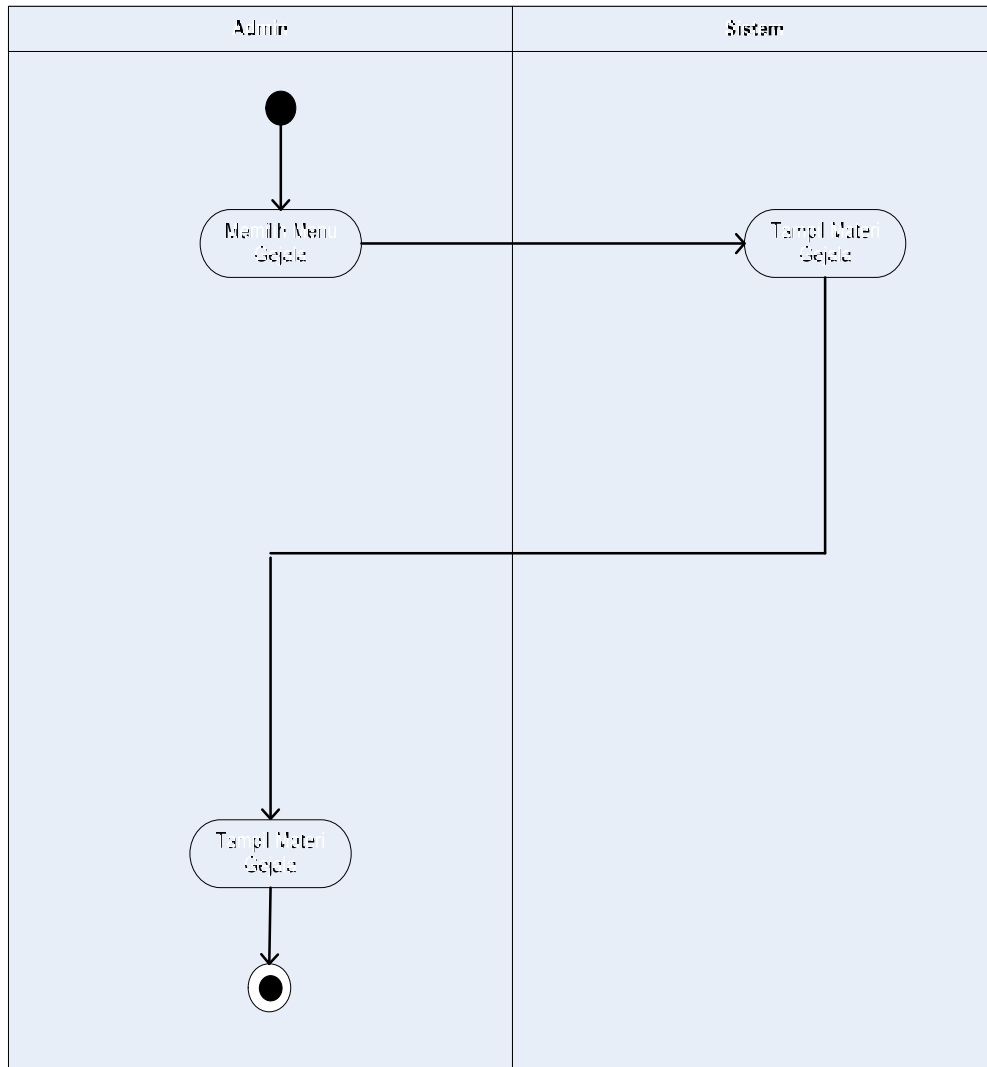 Admin
Sistem
Memilih Menu
Gejala
Tampil Materi
Gejala
Tampil Materi
Gejala